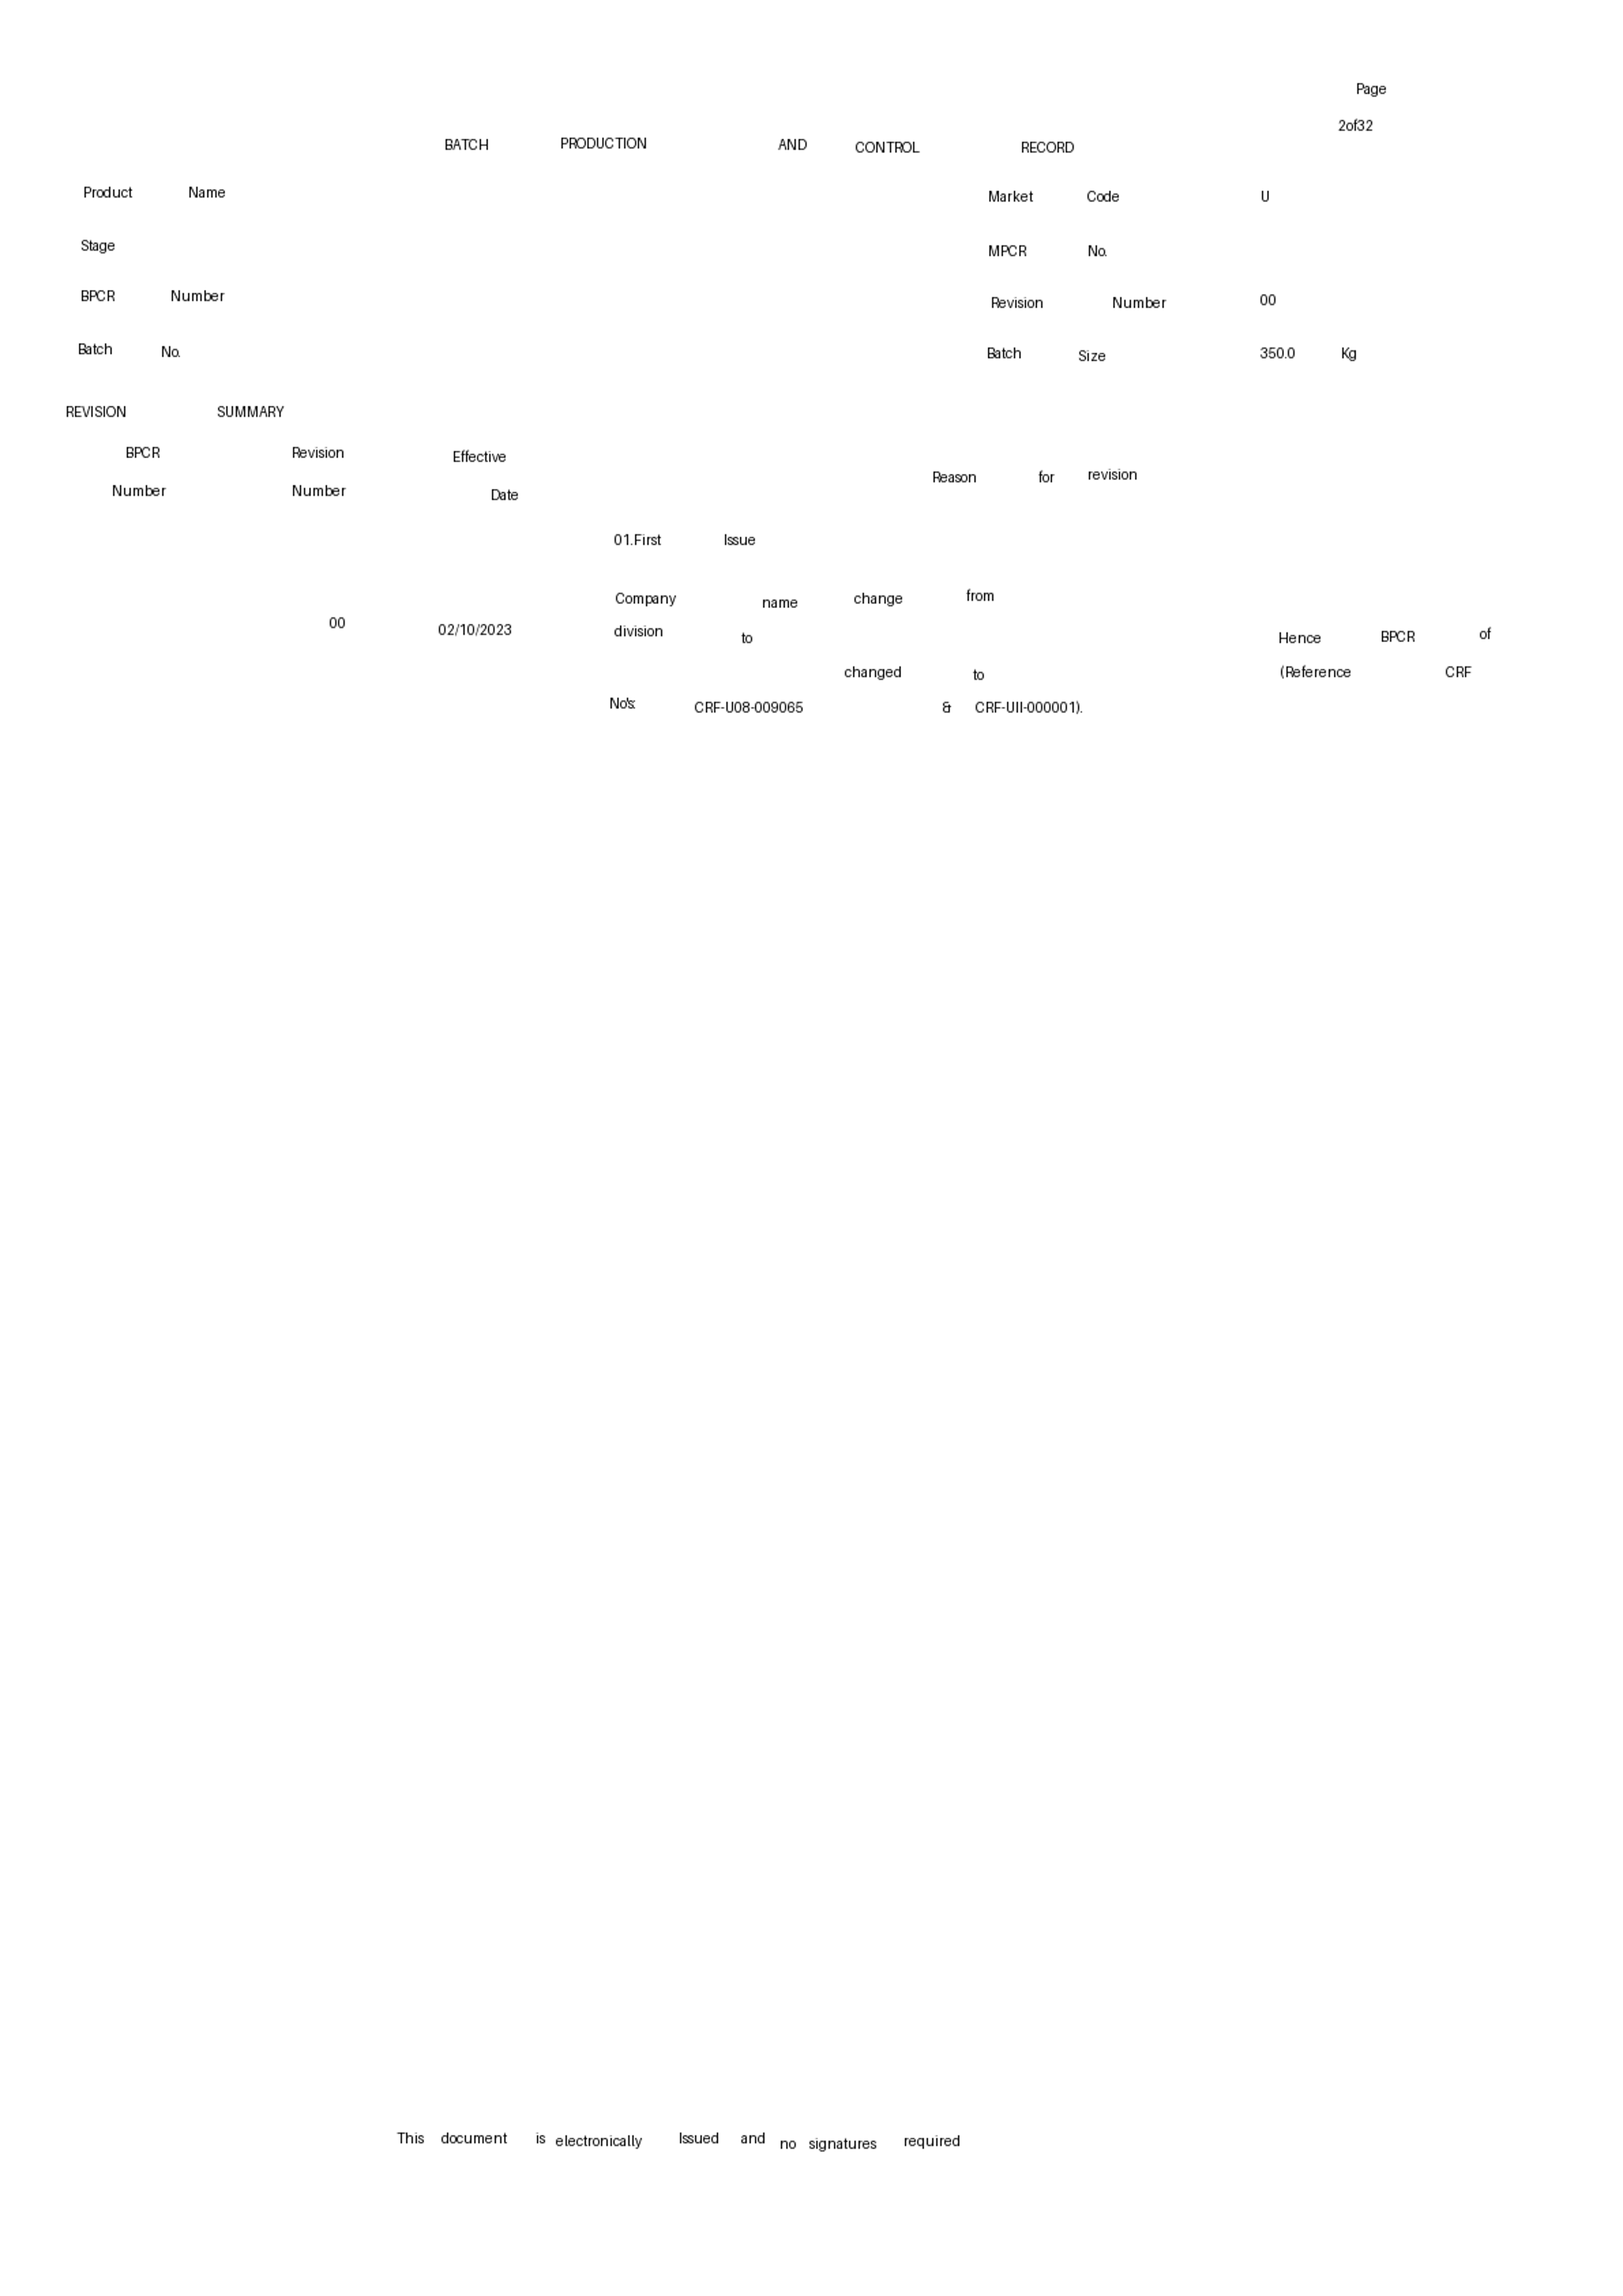 Page
2of32
BATCH PRODUCTION AND CONTROL RECORD
Product Name Market Code U
Stage MPCR No.
BPCR Number Revision Number 00
Batch No. Batch Size 350.0 Kg
REVISION SUMMARY
BPCR Revision Effective
Reason for revision
Number Number Date
01.First Issue
Company name change from
00 02/10/2023 division to Hence BPCR of
changed to (Reference CRF
No's: CRF-U08-009065 & CRF-UII-000001).
This document is electronically Issued and no signatures required